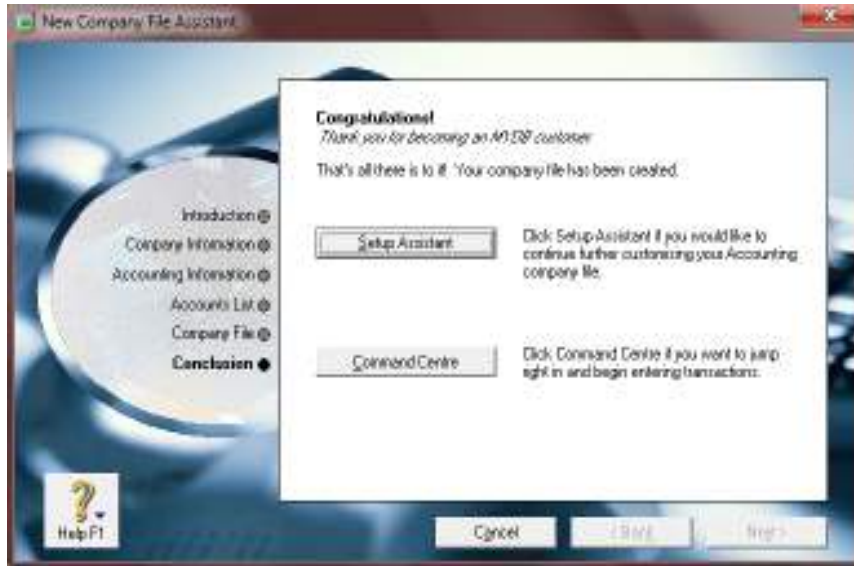 New Company File Assistant
Congratulations!
Thank you for becoming an MYOB customer
That's all there is to it! Your company file has been created.
Introduction
Company Information
Accounting Information
Accounts List
Company File
Conclusion
Setup Assistant
Click Setup Assistant if you would like to
continue further customising your Accounting
company file.
Command Centre
Click Command Centre if you want to jump
right in and begin entering transactions.
Help F1
Cancel
< Back
Next >